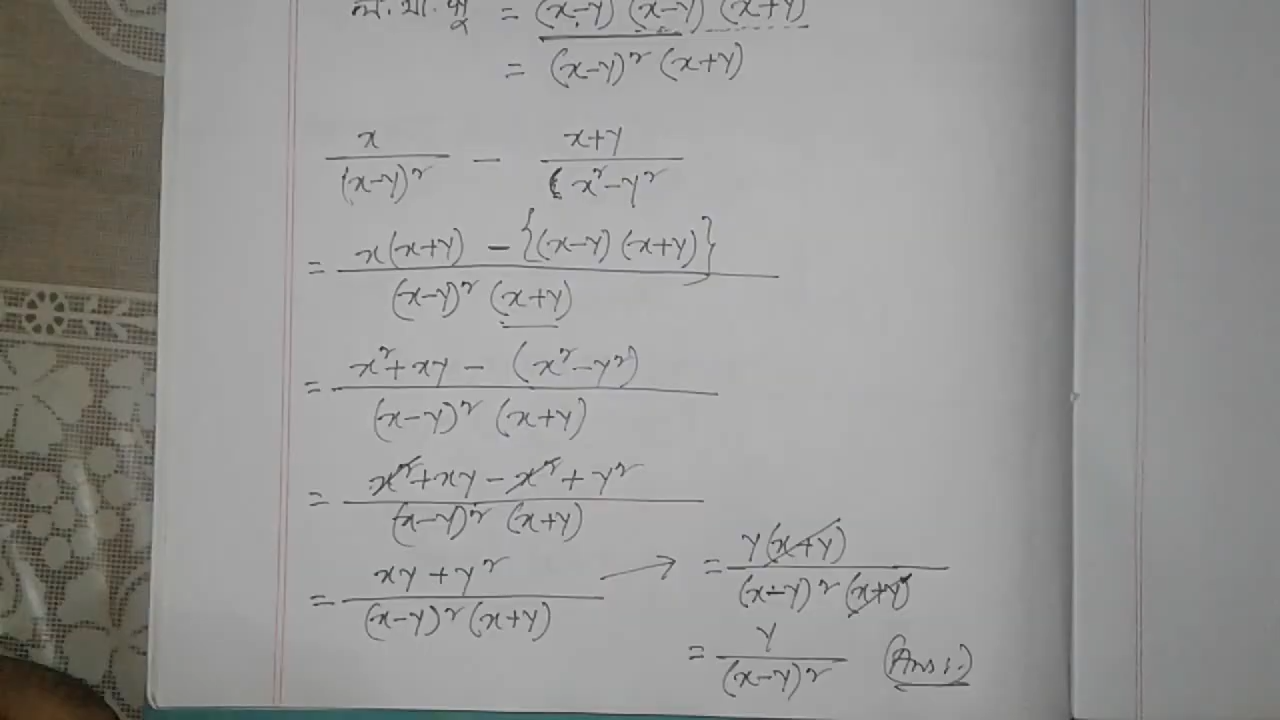 ल.सा.गु = (x-y) (x-y) (x+y)
= (x-y)² (x+y)
x/(x-y)² - x+y/(x²-y²
= x(x+y) - {(x-y) (x+y)}/(x-y)² (x+y)
= x²+xy - (x²-y²)/(x-y)² (x+y)
= x²+xy-x²+y²/(x-y)² (x+y)
= xy+y²/(x-y)² (x+y) → = y(x+y)/(x-y)² (x+y)
= y/(x-y)² (Ans.)